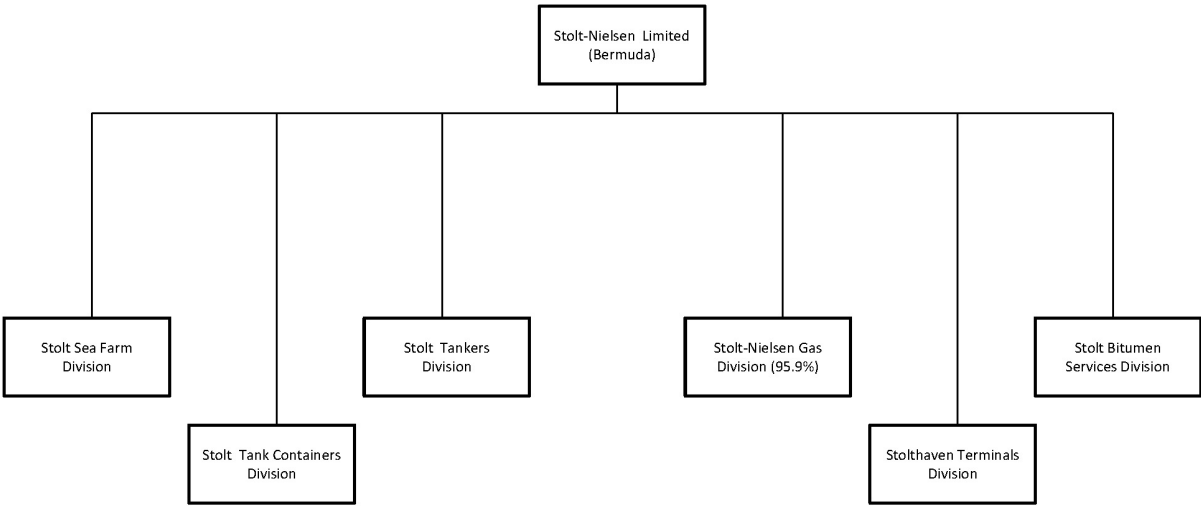 Stolt-Nielsen Limited
(Bermuda)
Stolt Sea Farm
Division
Stolt Tankers
Division
Stolt-Nielsen Gas
Division (95.9%)
Stolt Bitumen
Services Division
Stolt Tank Containers
Division
Stolthaven Terminals
Division